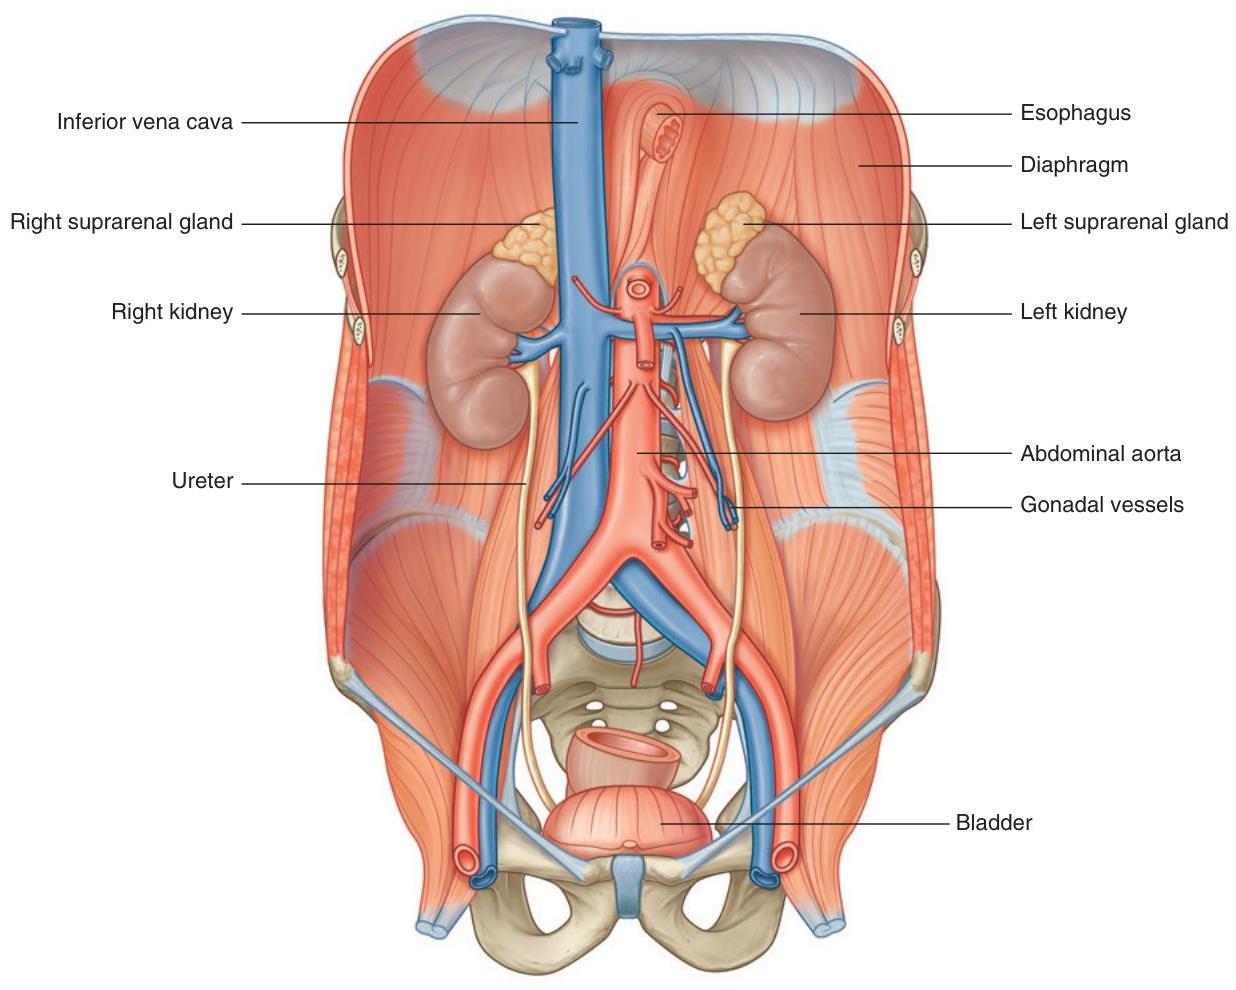 Inferior vena cava
Esophagus
Diaphragm
Right suprarenal gland
Left suprarenal gland
Right kidney
Left kidney
Abdominal aorta
Ureter
Gonadal vessels
Bladder